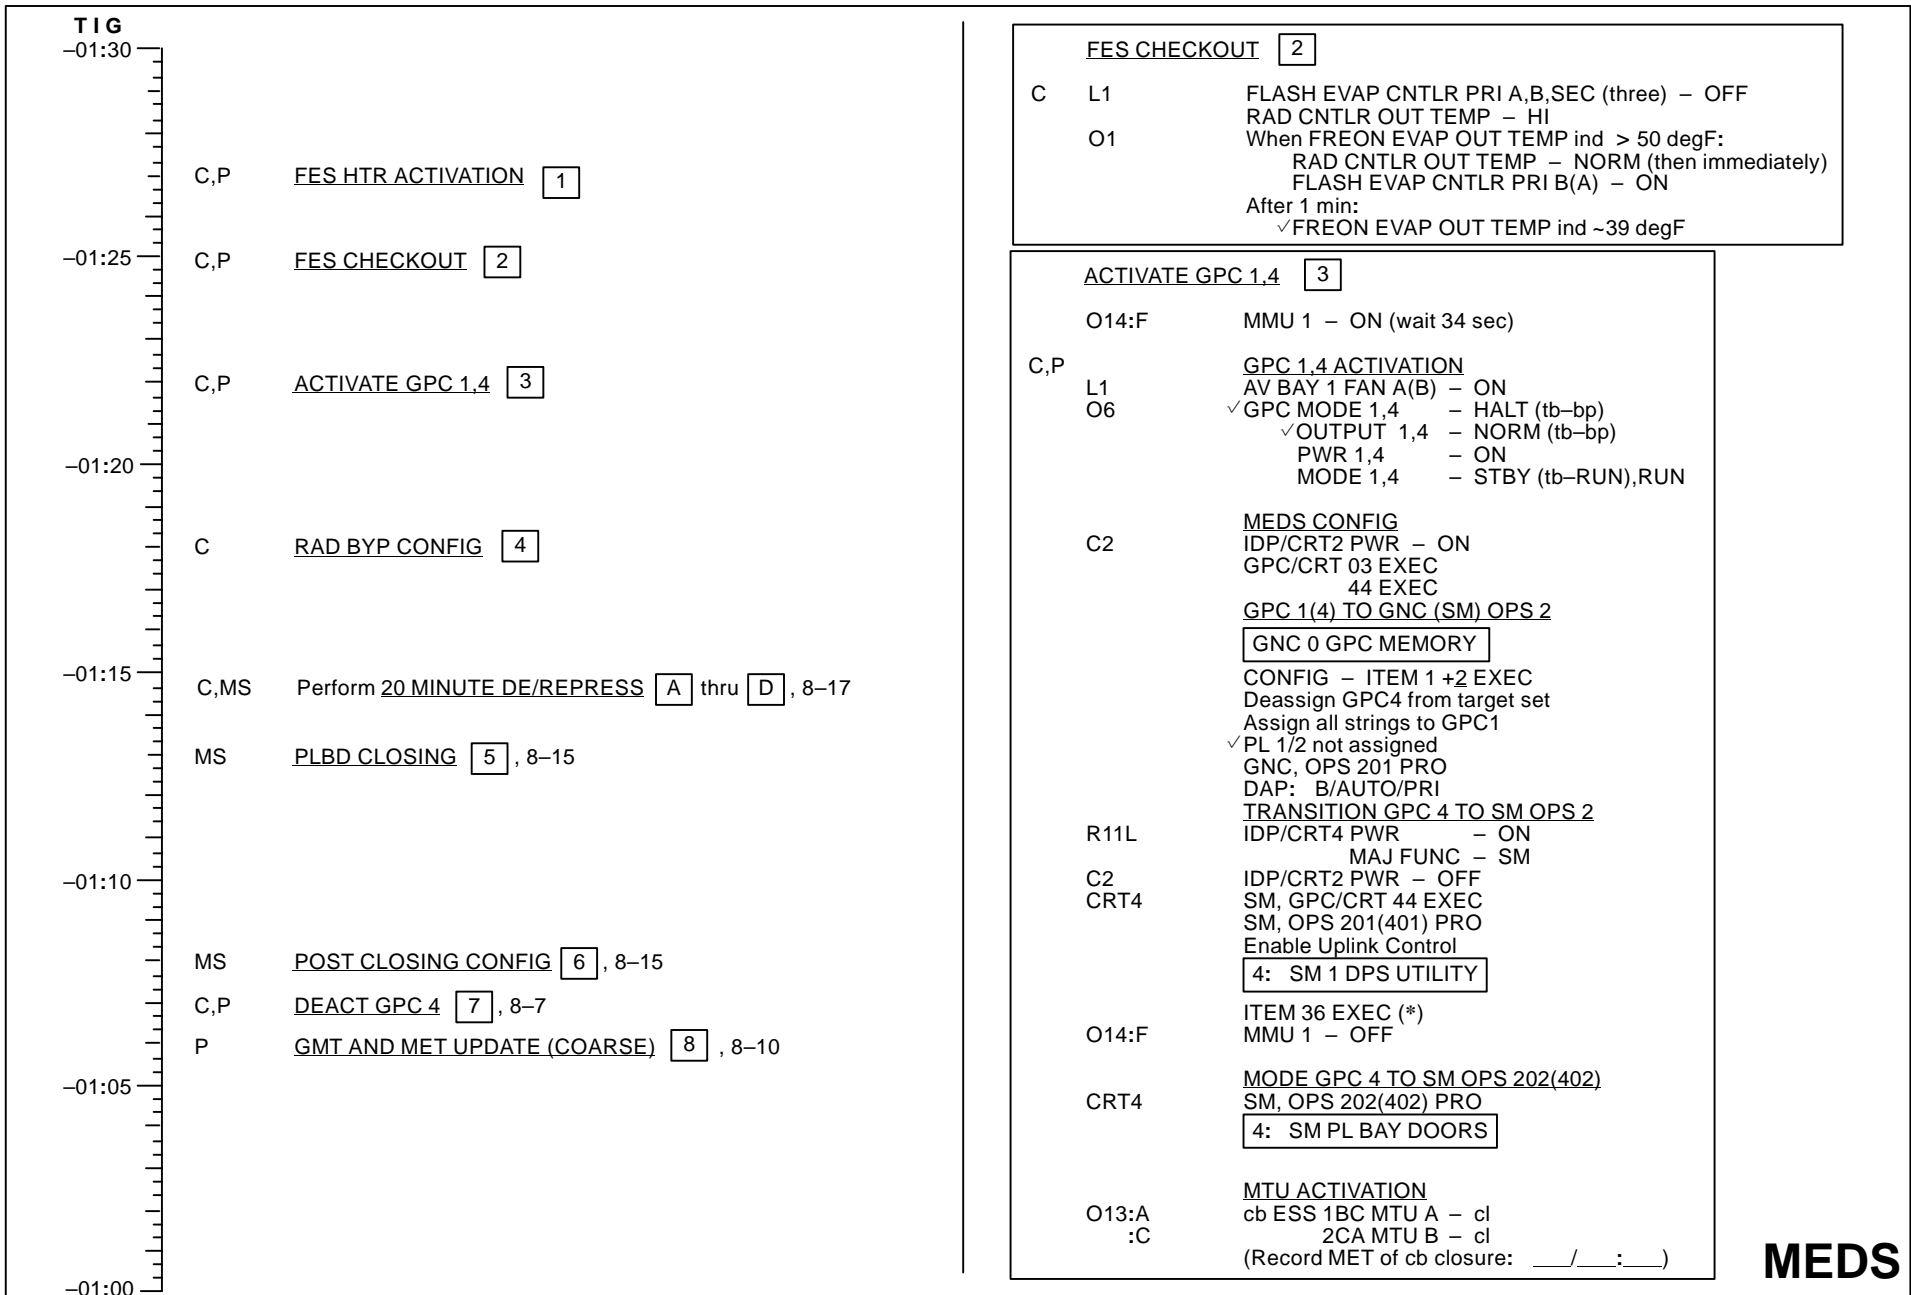 TIG
–01:30
C,P FES HTR ACTIVATION 1
–01:25 C,P FES CHECKOUT 2
C,P ACTIVATE GPC 1,4 3
–01:20
C RAD BYP CONFIG 4
–01:15
C,MS Perform 20 MINUTE DE/REPRESS A thru D , 8–17
MS PLBD CLOSING 5 , 8–15
–01:10
MS POST CLOSING CONFIG 6 , 8–15
C,P DEACT GPC 4 7 , 8–7
P GMT AND MET UPDATE (COARSE) 8 , 8–10
–01:05
–01:00
FES CHECKOUT 2
C L1 FLASH EVAP CNTLR PRI A,B,SEC (three) – OFF
RAD CNTLR OUT TEMP – HI
O1 When FREON EVAP OUT TEMP ind > 50 degF:
RAD CNTLR OUT TEMP – NORM (then immediately)
FLASH EVAP CNTLR PRI B(A) – ON
After 1 min:
✓FREON EVAP OUT TEMP ind ~39 degF
ACTIVATE GPC 1,4 3
O14:F MMU 1 – ON (wait 34 sec)
C,P GPC 1,4 ACTIVATION
L1 AV BAY 1 FAN A(B) – ON
O6 ✓GPC MODE 1,4 – HALT (tb–bp)
✓OUTPUT 1,4 – NORM (tb–bp)
PWR 1,4 – ON
MODE 1,4 – STBY (tb–RUN),RUN
MEDS CONFIG
C2 IDP/CRT2 PWR – ON
GPC/CRT 03 EXEC
44 EXEC
GPC 1(4) TO GNC (SM) OPS 2
GNC 0 GPC MEMORY
CONFIG – ITEM 1 +2 EXEC
Deassign GPC4 from target set
Assign all strings to GPC1
✓PL 1/2 not assigned
GNC, OPS 201 PRO
DAP: B/AUTO/PRI
TRANSITION GPC 4 TO SM OPS 2
R11L IDP/CRT4 PWR – ON
MAJ FUNC – SM
C2 IDP/CRT2 PWR – OFF
CRT4 SM, GPC/CRT 44 EXEC
SM, OPS 201(401) PRO
Enable Uplink Control
4: SM 1 DPS UTILITY
ITEM 36 EXEC (*)
O14:F MMU 1 – OFF
MODE GPC 4 TO SM OPS 202(402)
CRT4 SM, OPS 202(402) PRO
4: SM PL BAY DOORS
MTU ACTIVATION
O13:A cb ESS 1BC MTU A – cl
:C 2CA MTU B – cl
(Record MET of cb closure: ___/___:___)
MEDS